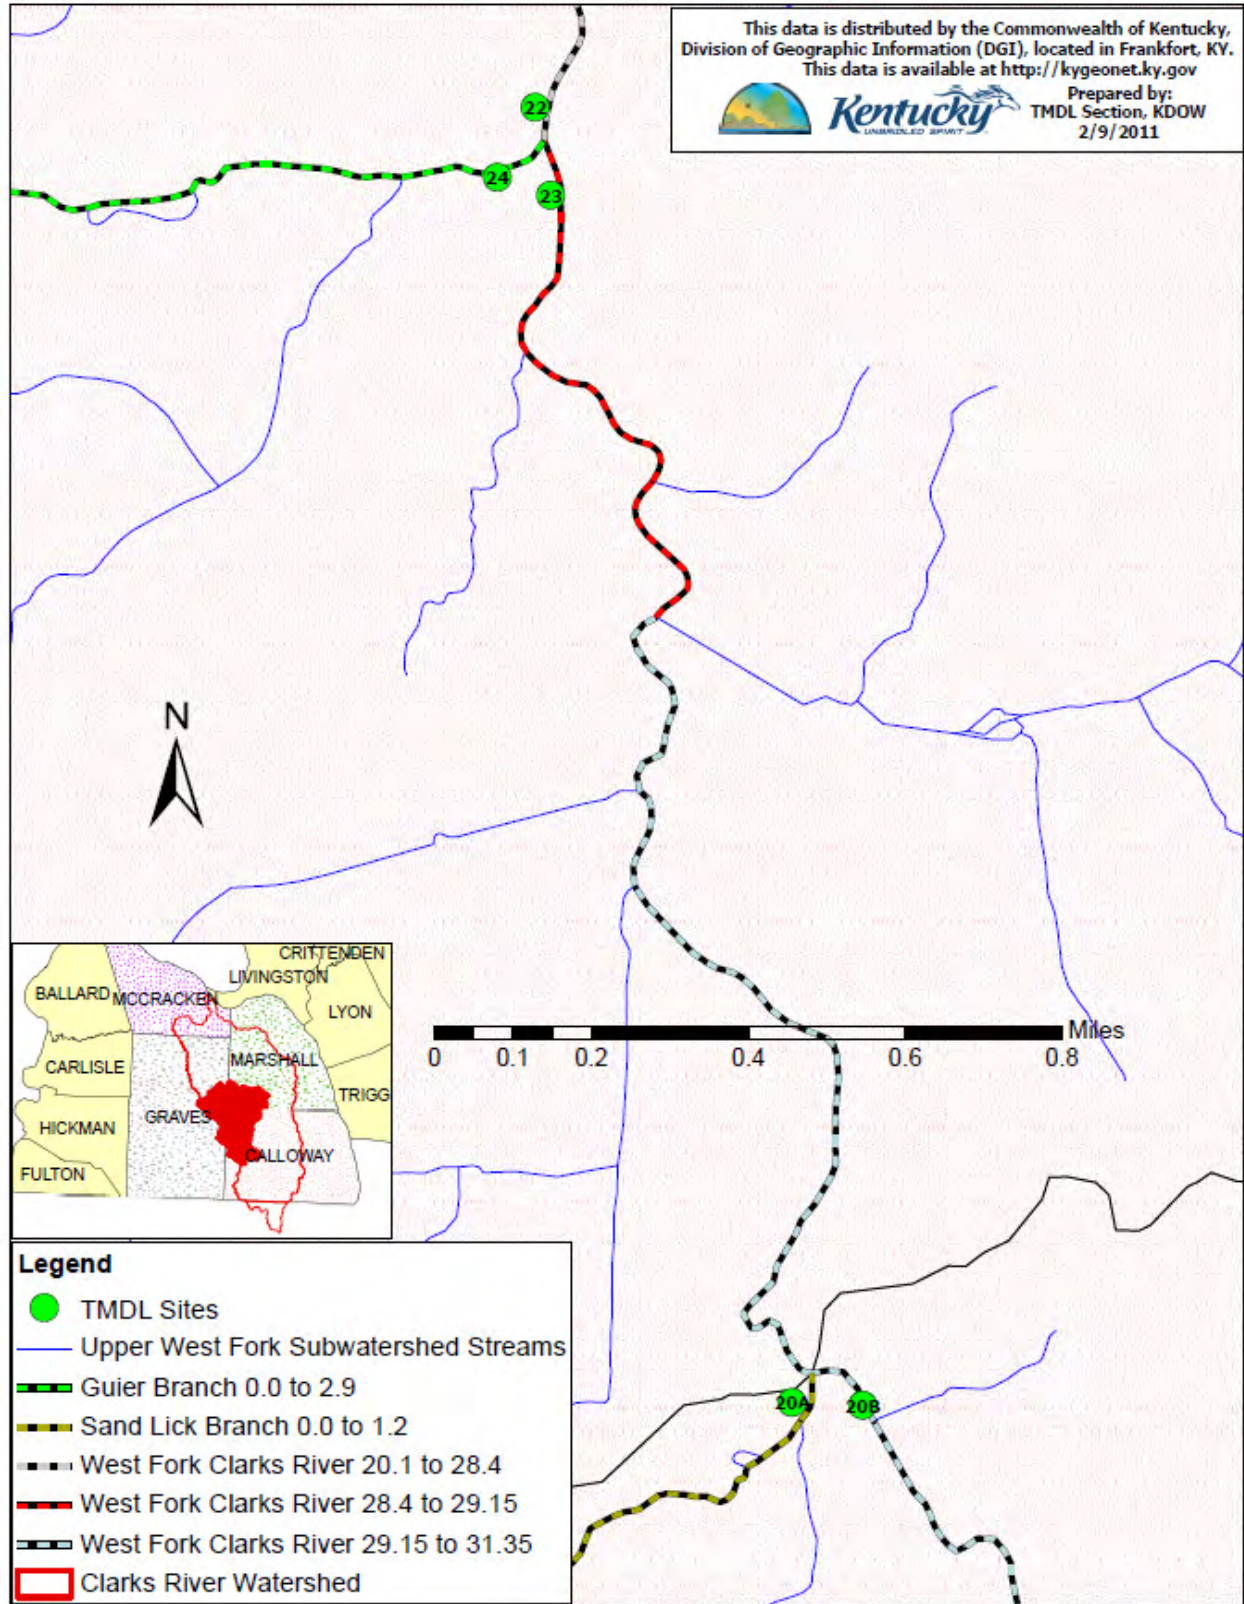 This data is distributed by the Commonwealth of Kentucky,
Division of Geographic Information (DGI), located in Frankfort, KY.
This data is available at http://kygeonet.ky.gov
Kentucky
UNBRIDLED SPIRIT
Prepared by:
TMDL Section, KDOW
2/9/2011
22
24
23
N
Miles
0 0.1 0.2 0.4 0.6 0.8
CRITTENDEN
LIVINGSTON
BALLARD
MCCRACKEN
LYON
CARLISLE
MARSHALL
TRIGG
GRAVES
HICKMAN
CALLOWAY
FULTON
20A
20B
Legend
TMDL Sites
Upper West Fork Subwatershed Streams
Guier Branch 0.0 to 2.9
Sand Lick Branch 0.0 to 1.2
West Fork Clarks River 20.1 to 28.4
West Fork Clarks River 28.4 to 29.15
West Fork Clarks River 29.15 to 31.35
Clarks River Watershed